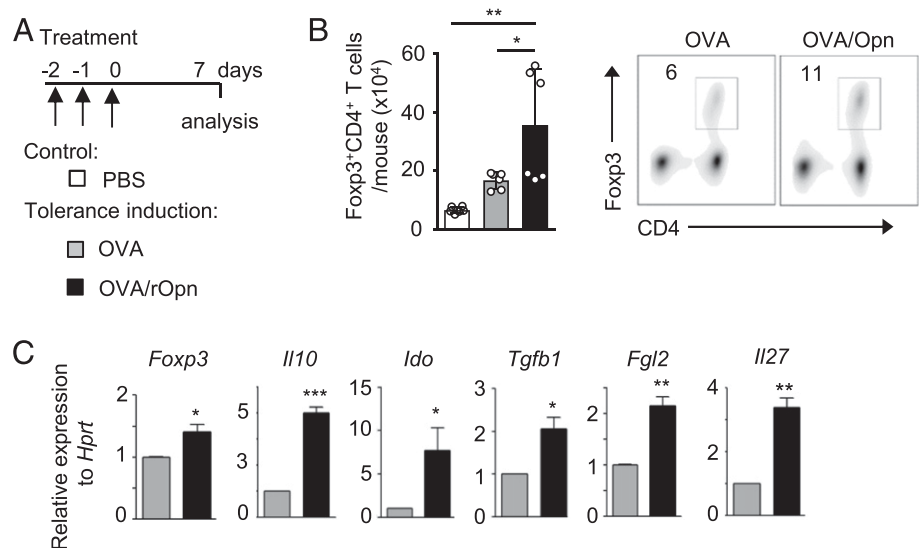 A
Treatment
-2 -1 0 7 days
analysis
Control:
PBS
Tolerance induction:
OVA
OVA/rOpn
B
Foxp3⁺CD4⁺ T cells
/mouse (x10⁴)
60
40
20
0
**
*
OVA
OVA/Opn
6
11
Foxp3
CD4
C
Relative expression
to Hprt
Foxp3
2
1
0
*
Il10
5
3
0
***
Ido
15
10
5
0
*
Tgfb1
3
2
1
0
*
Fgl2
2
1
0
**
Il27
4
2
0
**